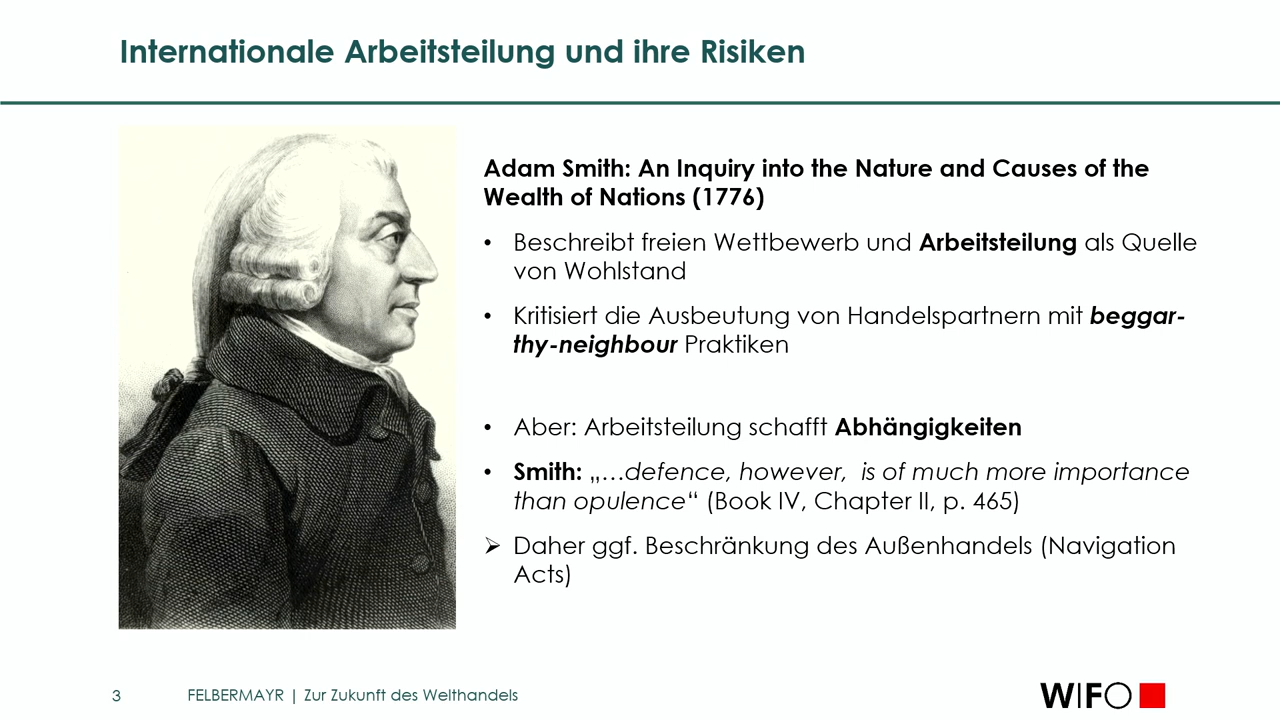 Internationale Arbeitsteilung und ihre Risiken
Adam Smith: An Inquiry into the Nature and Causes of the
Wealth of Nations (1776)
• Beschreibt freien Wettbewerb und Arbeitsteilung als Quelle
von Wohlstand
• Kritisiert die Ausbeutung von Handelspartnern mit beggar-
thy-neighbour Praktiken
• Aber: Arbeitsteilung schafft Abhängigkeiten
• Smith: „…defence, however,  is of much more importance
than opulence“ (Book IV, Chapter II, p. 465)
➢ Daher ggf. Beschränkung des Außenhandels (Navigation
Acts)
3 FELBERMAYR | Zur Zukunft des Welthandels
WIFO